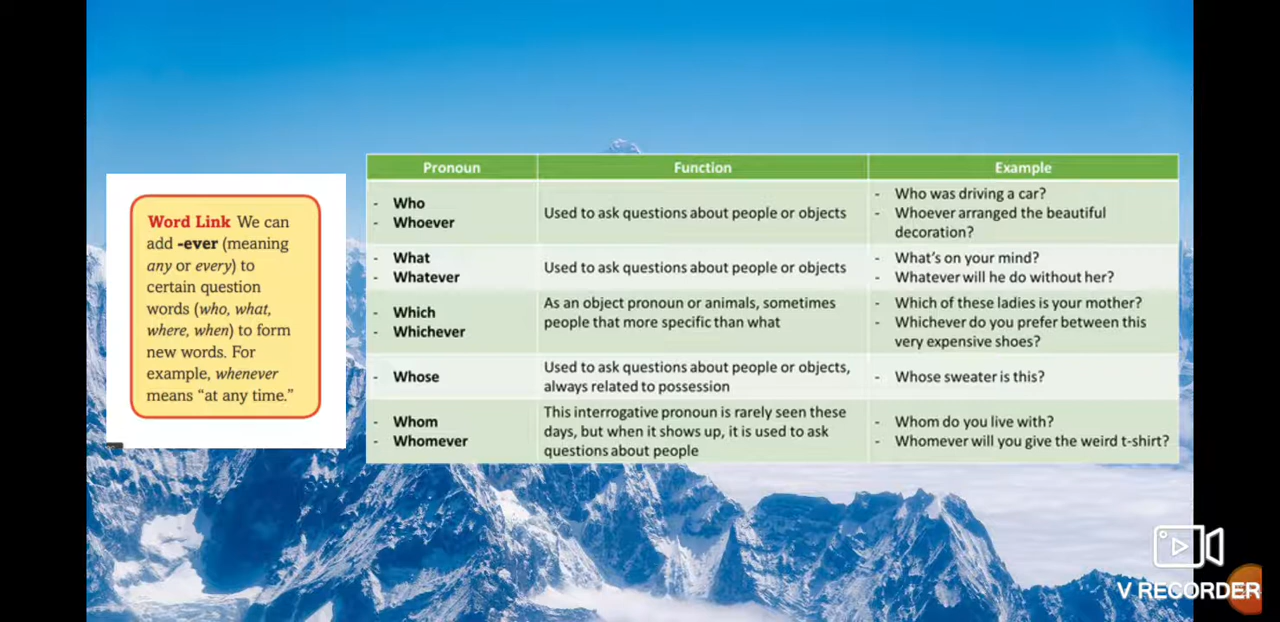 Word Link We can
add -ever (meaning
any or every) to
certain question
words (who, what,
where, when) to form
new words. For
example, whenever
means “at any time.”
Pronoun Function Example
- Who
- Whoever
Used to ask questions about people or objects
- Who was driving a car?
- Whoever arranged the beautiful
decoration?
- What
- Whatever
Used to ask questions about people or objects
- What's on your mind?
- Whatever will he do without her?
- Which
- Whichever
As an object pronoun or animals, sometimes
people that more specific than what
- Which of these ladies is your mother?
- Whichever do you prefer between this
very expensive shoes?
- Whose
Used to ask questions about people or objects,
always related to possession
- Whose sweater is this?
- Whom
- Whomever
This interrogative pronoun is rarely seen these
days, but when it shows up, it is used to ask
questions about people
- Whom do you live with?
- Whomever will you give the weird t-shirt?
V RECORDER